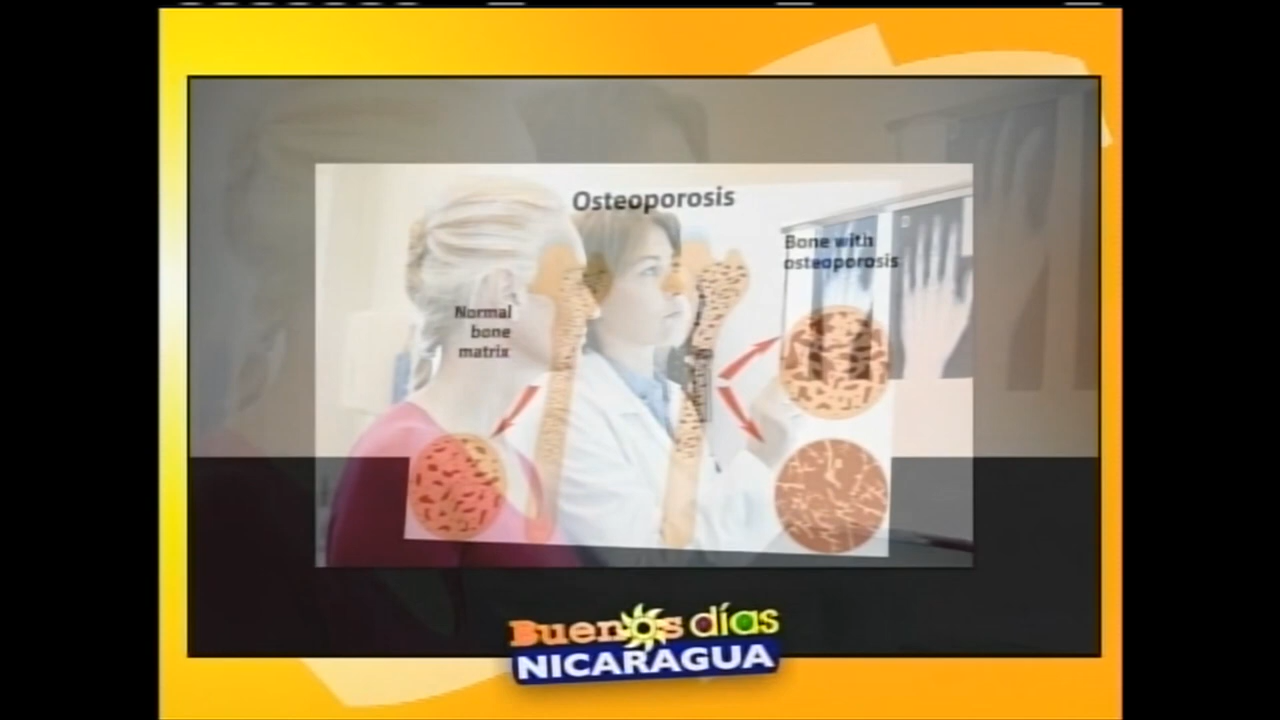 Osteoporosis
Bone with
osteoporosis
Normal
bone
matrix
Buenos días
NICARAGUA